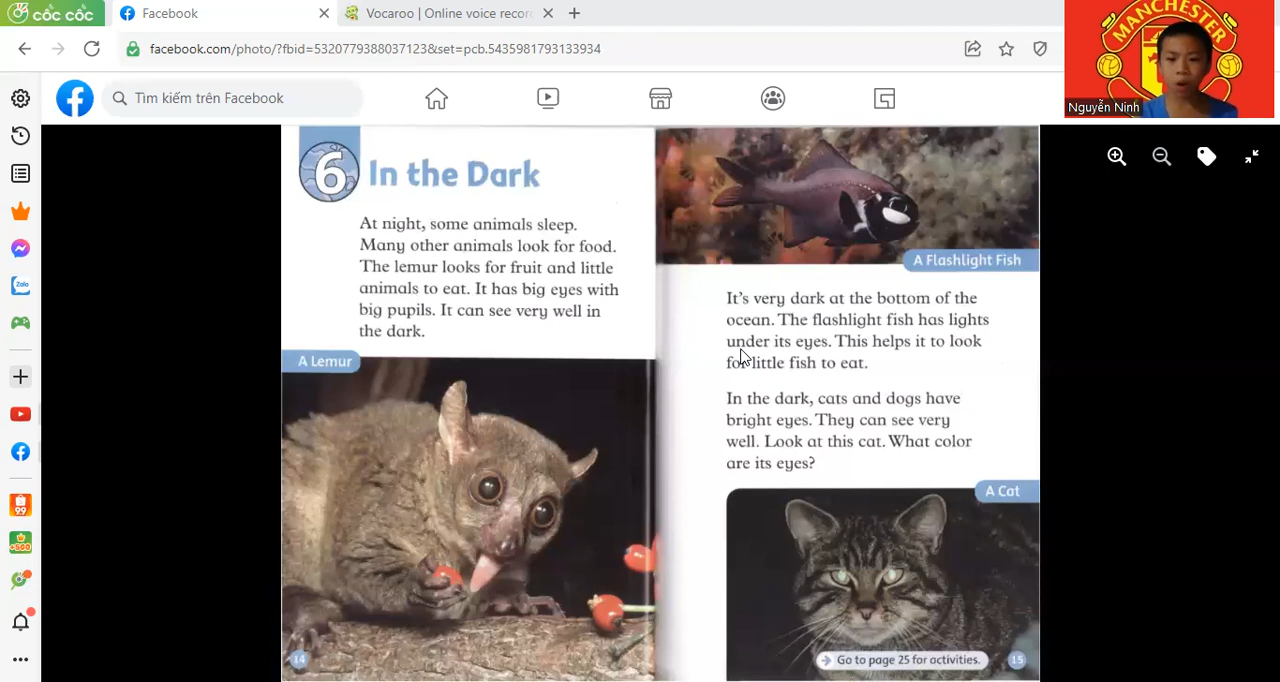 cốc cốc
Facebook
Vocaroo | Online voice recor
facebook.com/photo/?fbid=5320779388037123&set=pcb.5435981793133934
MANCHESTER
Nguyễn Ninh
Tìm kiếm trên Facebook
6
In the Dark
At night, some animals sleep.
Many other animals look for food.
The lemur looks for fruit and little
animals to eat. It has big eyes with
big pupils. It can see very well in
the dark.
A Lemur
14
A Flashlight Fish
It's very dark at the bottom of the
ocean. The flashlight fish has lights
under its eyes. This helps it to look
for little fish to eat.
In the dark, cats and dogs have
bright eyes. They can see very
well. Look at this cat. What color
are its eyes?
A Cat
Go to page 25 for activities.
15
Zalo
99
+500